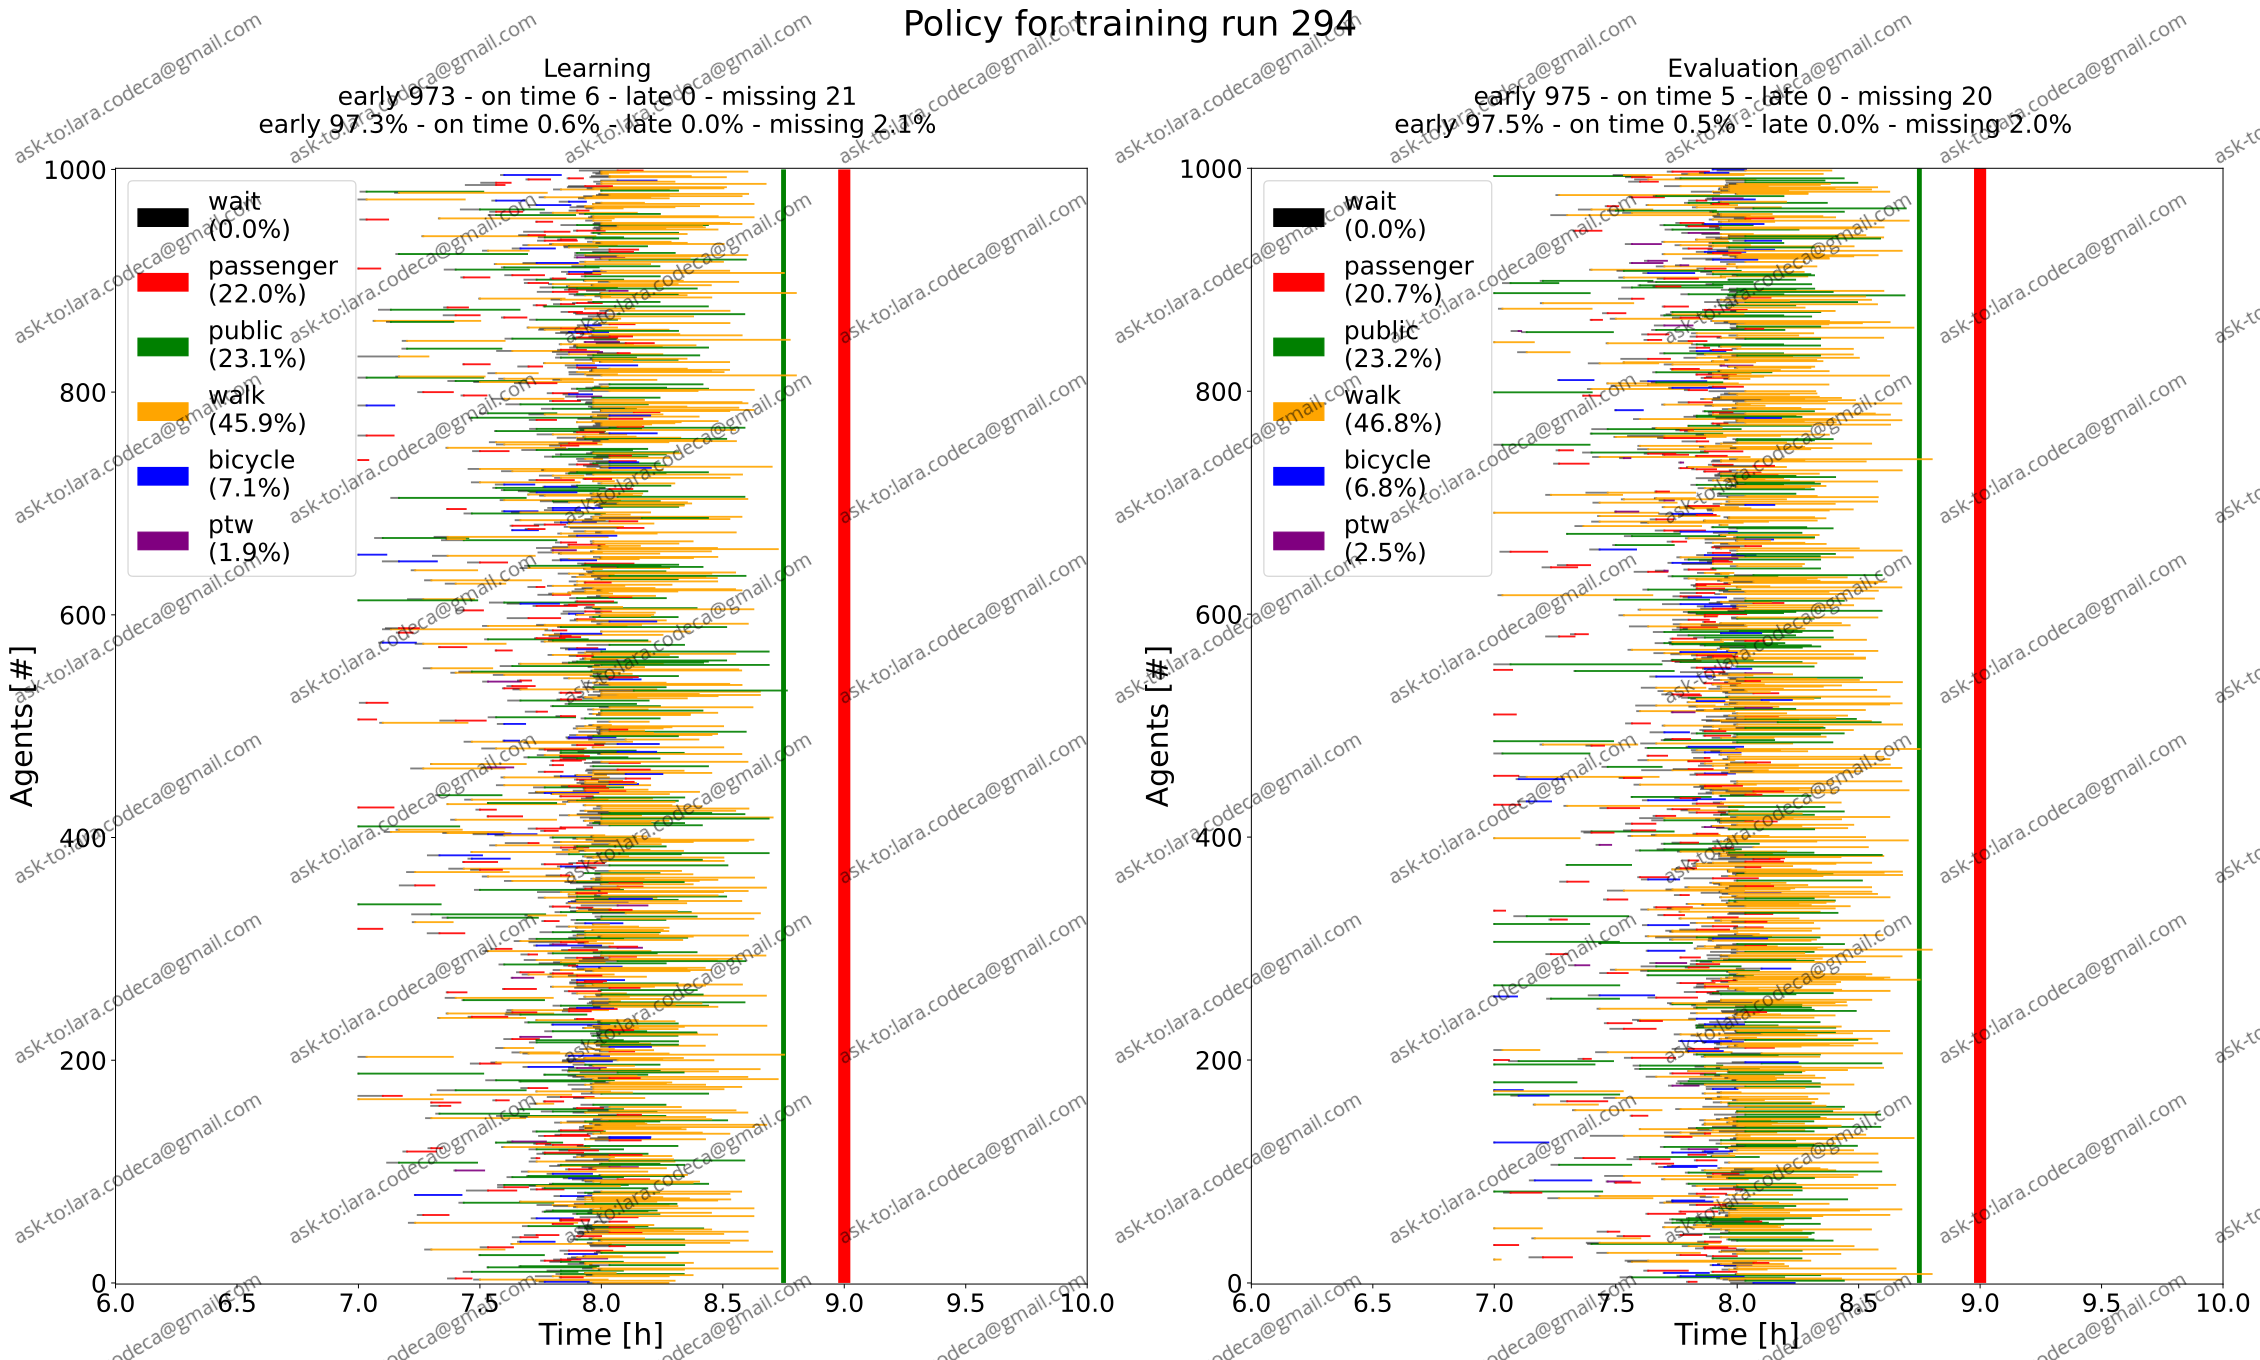 Policy for training run 294
Learning
early 973 - on time 6 - late 0 - missing 21
early 97.3% - on time 0.6% - late 0.0% - missing 2.1%
1000
800
600
400
200
0
Agents [#]
wait
(0.0%)
passenger
(22.0%)
public
(23.1%)
walk
(45.9%)
bicycle
(7.1%)
ptw
(1.9%)
6.0 6.5 7.0 7.5 8.0 8.5 9.0 9.5 10.0
Time [h]
Evaluation
early 975 - on time 5 - late 0 - missing 20
early 97.5% - on time 0.5% - late 0.0% - missing 2.0%
1000
800
600
400
200
0
Agents [#]
wait
(0.0%)
passenger
(20.7%)
public
(23.2%)
walk
(46.8%)
bicycle
(6.8%)
ptw
(2.5%)
6.0 6.5 7.0 7.5 8.0 8.5 9.0 9.5 10.0
Time [h]
ask-to:lara.codeca@gmail.com